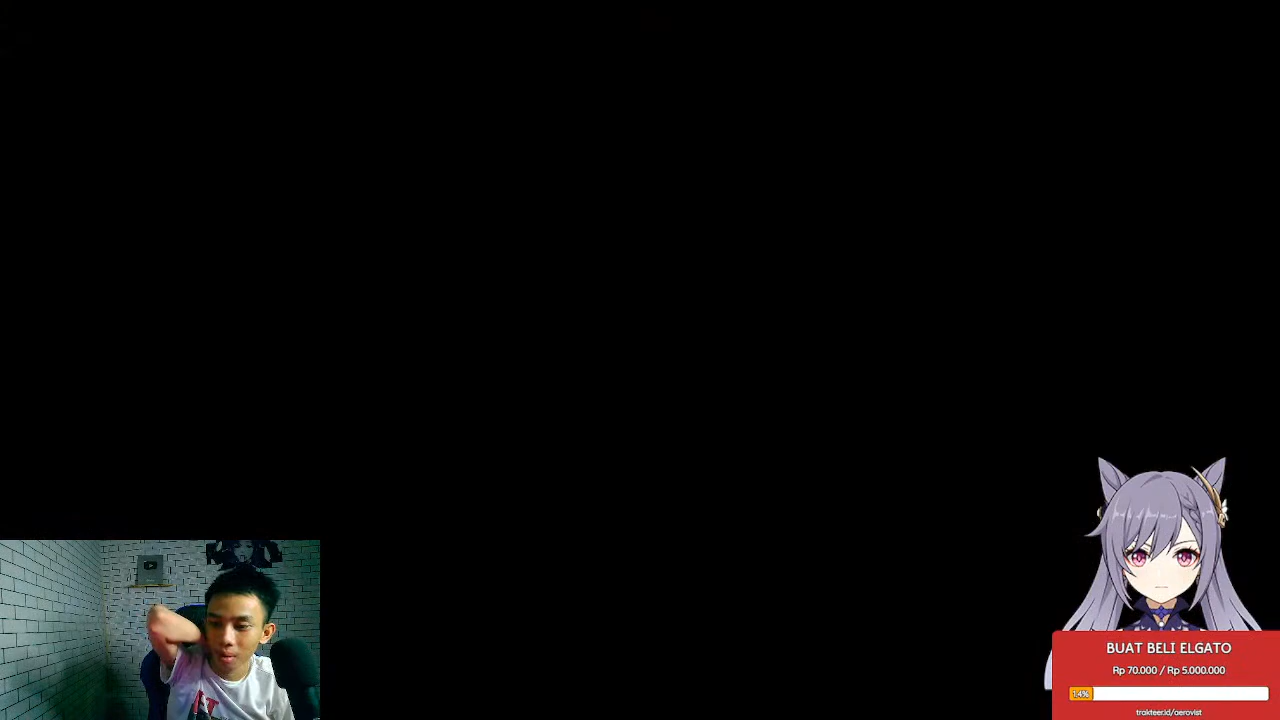 BUAT BELI ELGATO
Rp 70.000 / Rp 5.000.000
1.4%
trakteer.id/aerovist